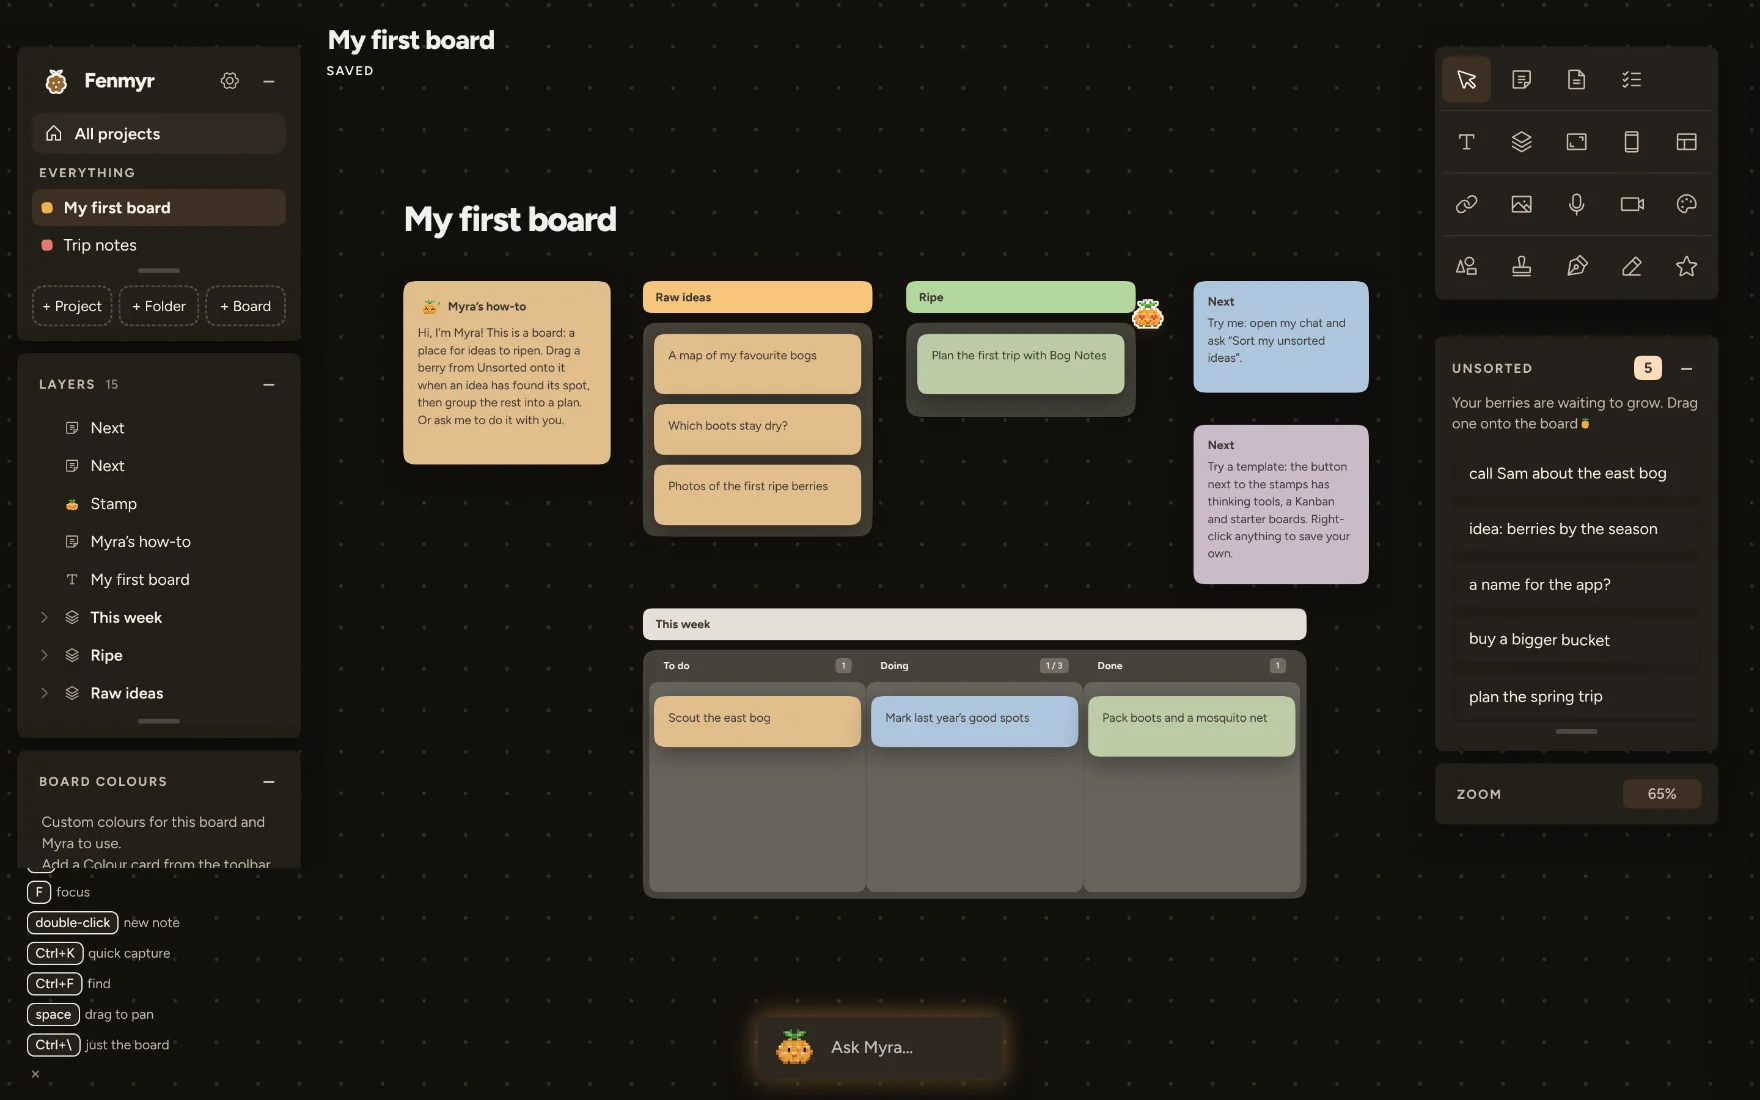 My first board
SAVED
Fenmyr
All projects
EVERYTHING
My first board
Trip notes
+ Project
+ Folder
+ Board
LAYERS 15
Next
Next
Stamp
Myra's how-to
My first board
This week
Ripe
Raw ideas
BOARD COLOURS
Custom colours for this board and
Myra to use.
Add a Colour card from the toolbar
F focus
double-click new note
Ctrl+K quick capture
Ctrl+F find
space drag to pan
Ctrl+\ just the board
×
My first board
Myra's how-to
Hi, I'm Myra! This is a board: a
place for ideas to ripen. Drag a
berry from Unsorted onto it
when an idea has found its spot,
then group the rest into a plan.
Or ask me to do it with you.
Raw ideas
A map of my favourite bogs
Which boots stay dry?
Photos of the first ripe berries
Ripe
Plan the first trip with Bog Notes
Next
Try me: open my chat and
ask “Sort my unsorted
ideas”.
Next
Try a template: the button
next to the stamps has
thinking tools, a Kanban
and starter boards. Right-
click anything to save your
own.
This week
To do 1
Doing 1 / 3
Done 1
Scout the east bog
Mark last year's good spots
Pack boots and a mosquito net
Ask Myra...
T
UNSORTED 5
Your berries are waiting to grow. Drag
one onto the board
call Sam about the east bog
idea: berries by the season
a name for the app?
buy a bigger bucket
plan the spring trip
ZOOM 65%